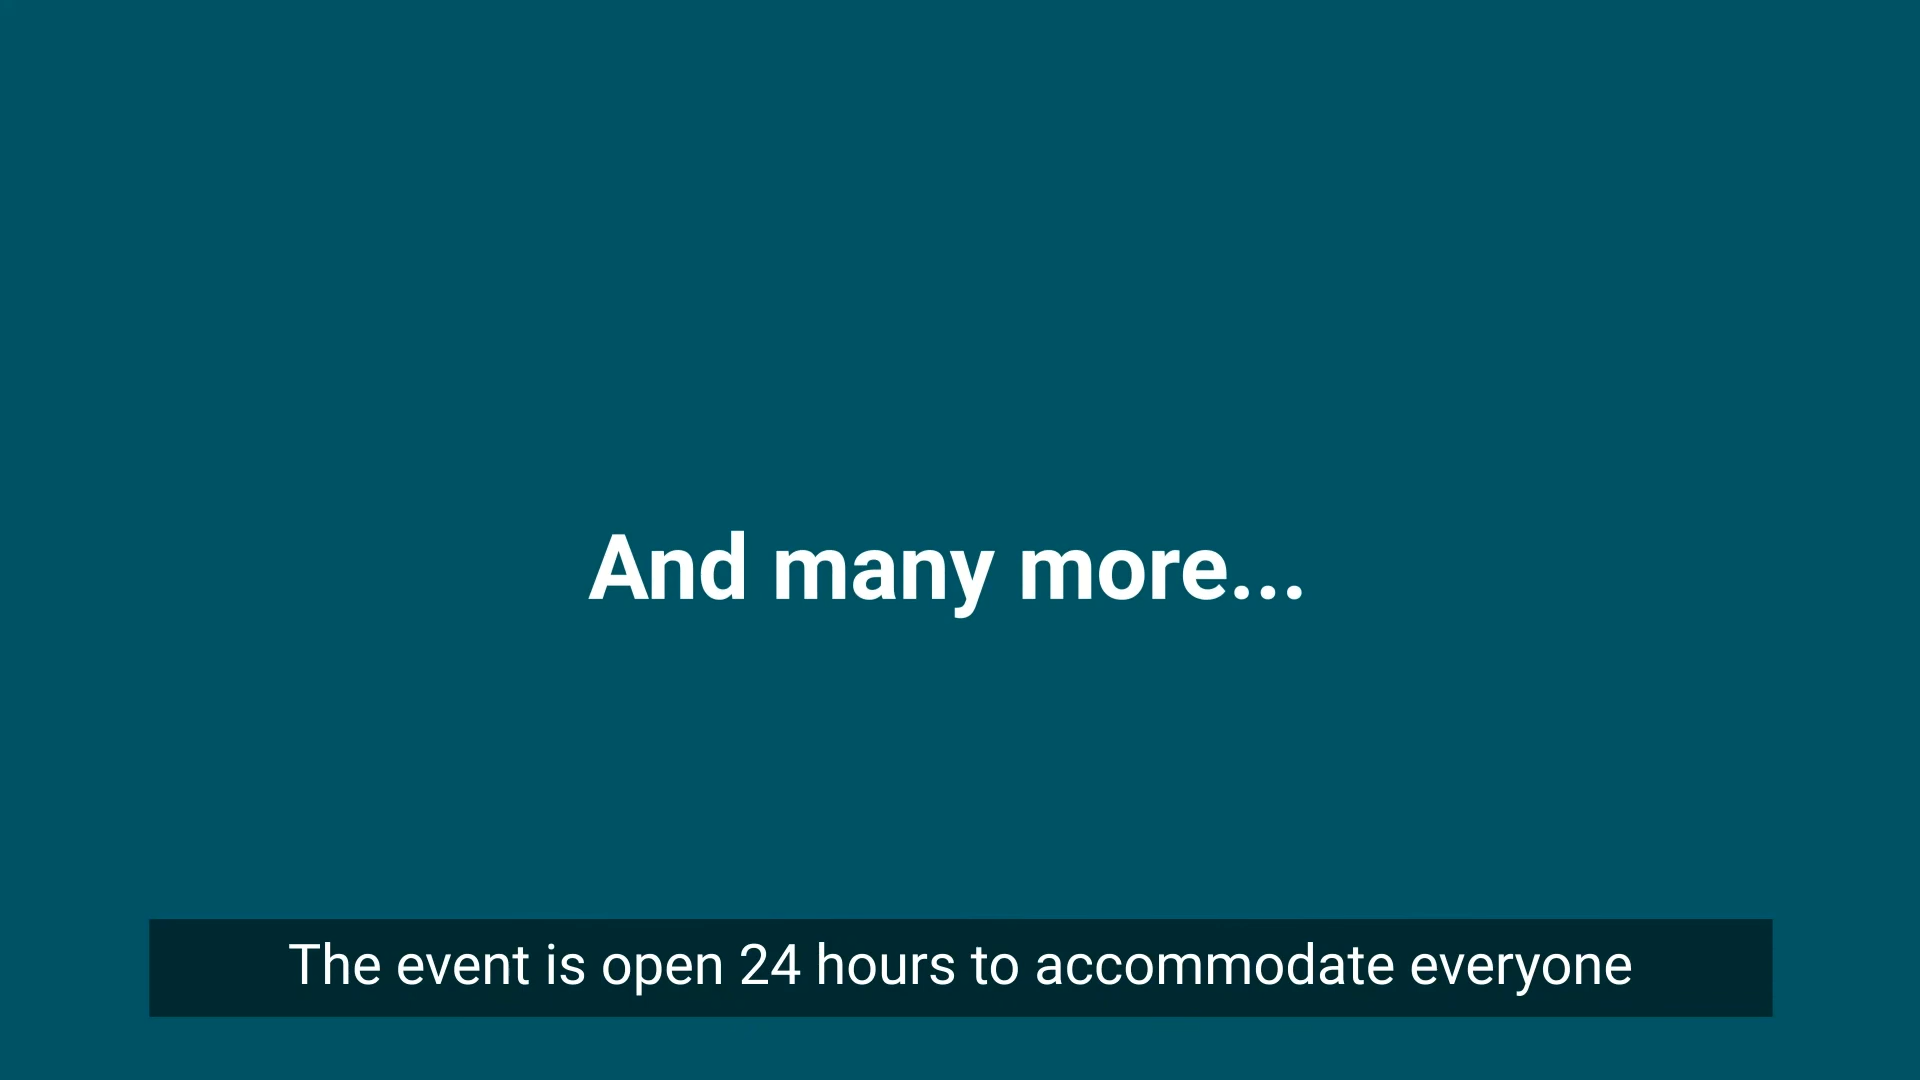 And many more...
The event is open 24 hours to accommodate everyone